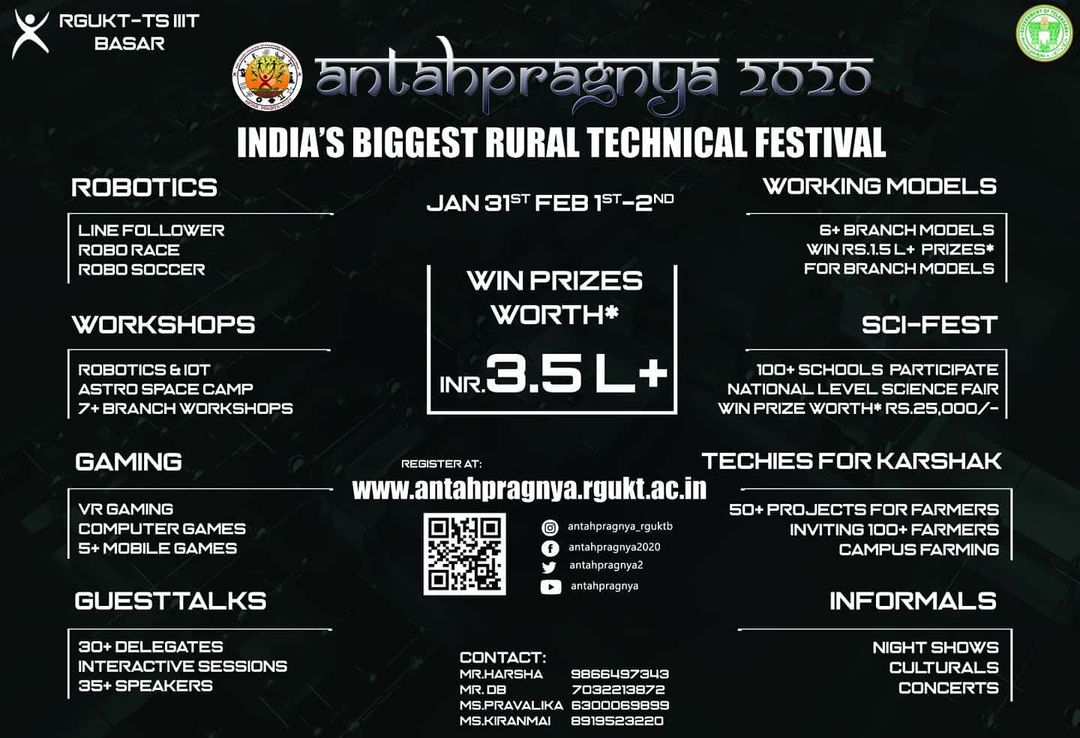 RGUKT-TS IIIT
BASAR
antahpragnya 2020
INDIA'S BIGGEST RURAL TECHNICAL FESTIVAL
JAN 31ST FEB 1ST-2ND
ROBOTICS
LINE FOLLOWER
ROBO RACE
ROBO SOCCER
WORKSHOPS
ROBOTICS & IOT
ASTRO SPACE CAMP
7+ BRANCH WORKSHOPS
GAMING
VR GAMING
COMPUTER GAMES
5+ MOBILE GAMES
GUESTTALKS
30+ DELEGATES
INTERACTIVE SESSIONS
35+ SPEAKERS
WIN PRIZES
WORTH*
INR.3.5 L+
REGISTER AT:
www.antahpragnya.rgukt.ac.in
antahpragnya_rguktb
antahpragnya2020
antahpragnya2
antahpragnya
CONTACT:
MR.HARSHA 9866497343
MR. DB 7032213872
MS.PRAVALIKA 6300069899
MS.KIRANMAI 8919523220
WORKING MODELS
6+ BRANCH MODELS
WIN RS.1.5 L+ PRIZES*
FOR BRANCH MODELS
SCI-FEST
100+ SCHOOLS PARTICIPATE
NATIONAL LEVEL SCIENCE FAIR
WIN PRIZE WORTH* RS.25,000/-
TECHIES FOR KARSHAK
50+ PROJECTS FOR FARMERS
INVITING 100+ FARMERS
CAMPUS FARMING
INFORMALS
NIGHT SHOWS
CULTURALS
CONCERTS